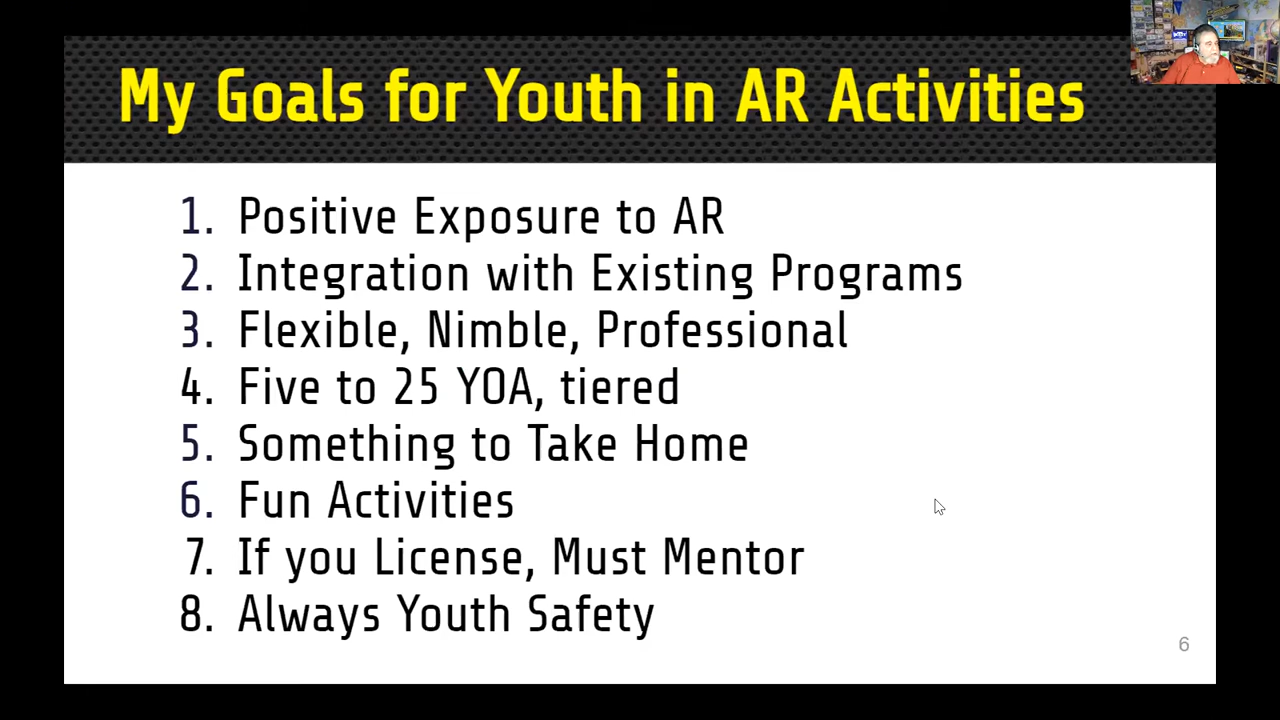 My Goals for Youth in AR Activities
1. Positive Exposure to AR
2. Integration with Existing Programs
3. Flexible, Nimble, Professional
4. Five to 25 YOA, tiered
5. Something to Take Home
6. Fun Activities
7. If you License, Must Mentor
8. Always Youth Safety
6